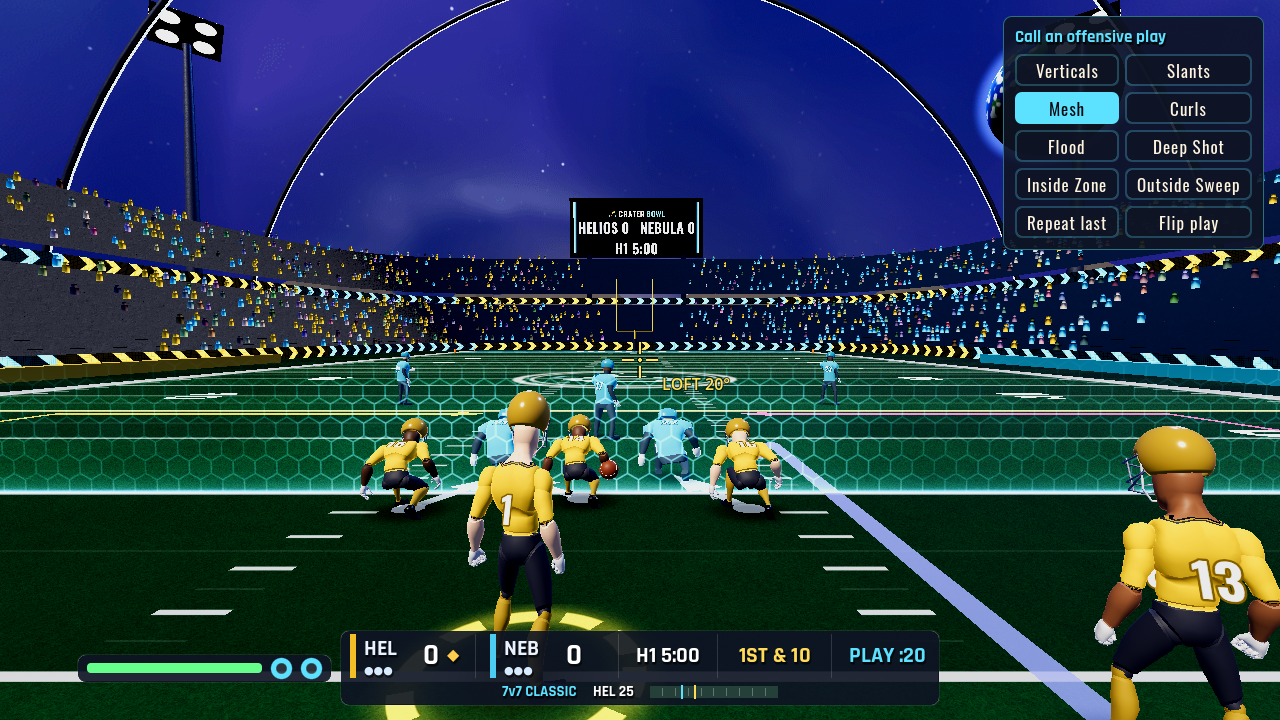 Call an offensive play
Verticals
Slants
Mesh
Curls
Flood
Deep Shot
Inside Zone
Outside Sweep
Repeat last
Flip play
CRATER BOWL
HELIOS 0 NEBULA 0
H1 5:00
LOFT 20°
1
13
HEL 0
NEB 0
H1 5:00
1ST & 10
PLAY :20
7v7 CLASSIC
HEL 25